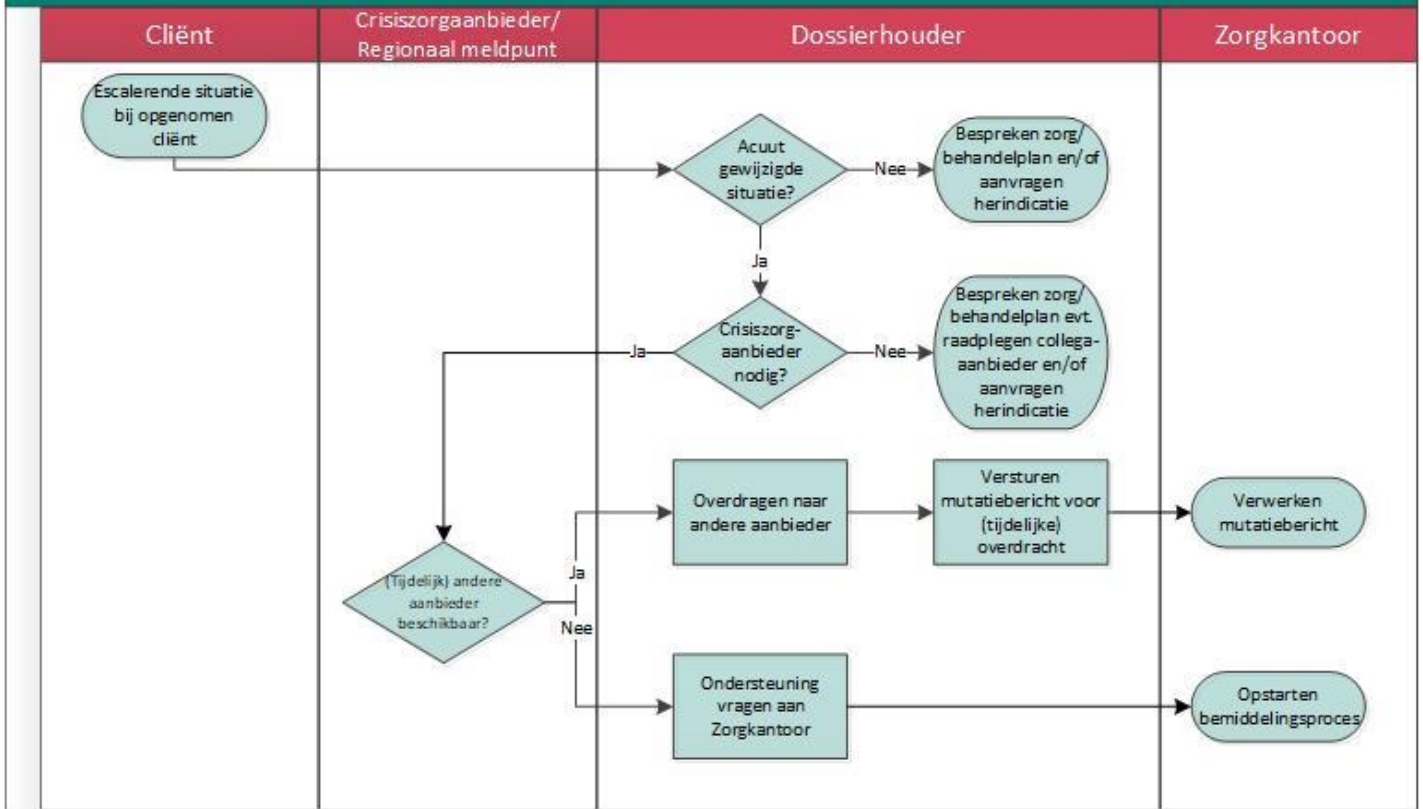 Cliënt
Crisiszorgaanbieder/
Regionaal meldpunt
Dossierhouder
Zorgkantoor
Escalerende situatie
bij opgenomen
cliënt
Acuut
gewijzigde
situatie?
Nee
Bespreken zorg/
behandelplan en/of
aanvragen
herindicatie
Ja
Crisiszorg-
aanbieder
nodig?
Ja
Nee
Bespreken zorg/
behandelplan evt.
raadplegen collega-
aanbieder en/of
aanvragen
herindicatie
(Tijdelijk) andere
aanbieder
beschikbaar?
Ja
Overdragen naar
andere aanbieder
Versturen
mutatiebericht voor
(tijdelijke)
overdracht
Verwerken
mutatiebericht
Nee
Ondersteuning
vragen aan
Zorgkantoor
Opstarten
bemiddelingsproces